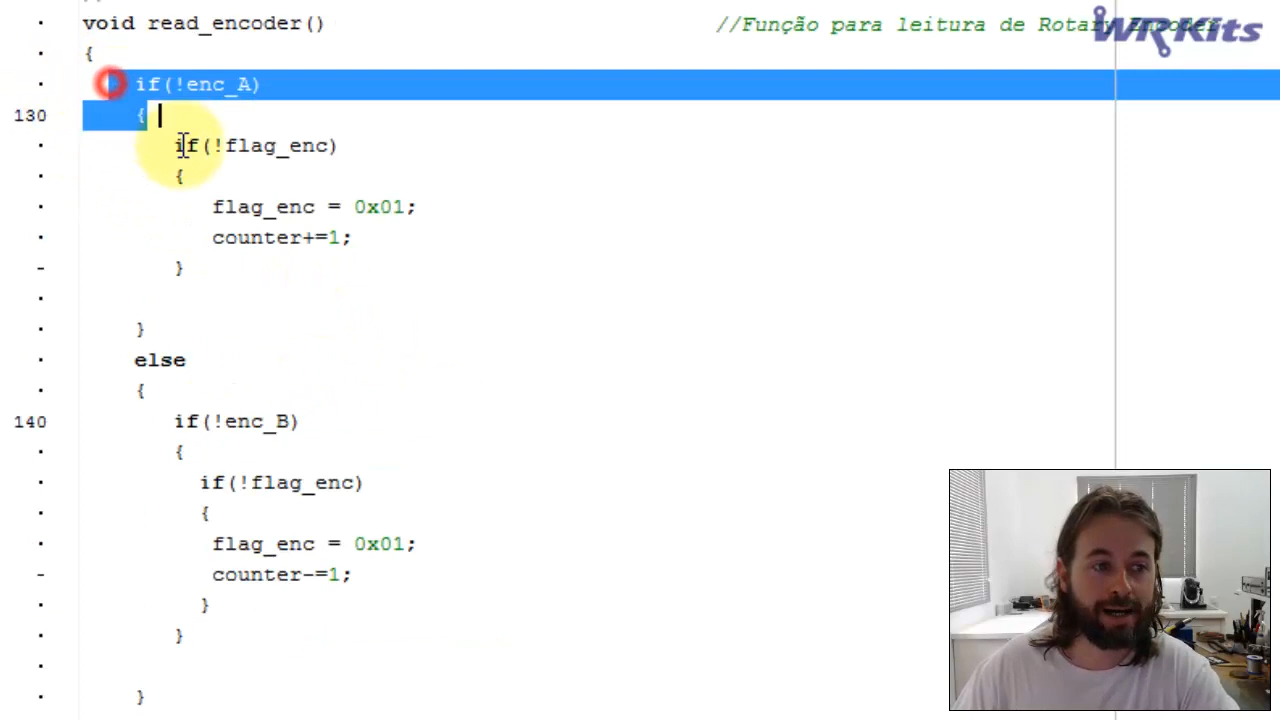 void read_encoder() //Função para leitura de Rotary Encoder
WRKits
{
if(!enc_A)
130 {
if(!flag_enc)
{
flag_enc = 0x01;
counter+=1;
}
}
else
{
140 if(!enc_B)
{
if(!flag_enc)
{
flag_enc = 0x01;
counter-=1;
}
}
}